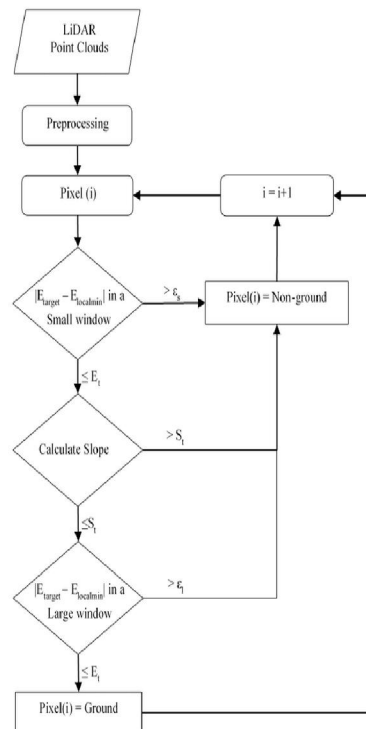 LiDAR
Point Clouds
Preprocessing
Pixel (i)
i = i+1
|E_target – E_localmin| in a
Small window
> ε_s
Pixel(i) = Non-ground
≤ E_t
Calculate Slope
> S_t
≤S_t
|E_target – E_localmin| in a
Large window
> ε_l
≤ E_t
Pixel(i) = Ground